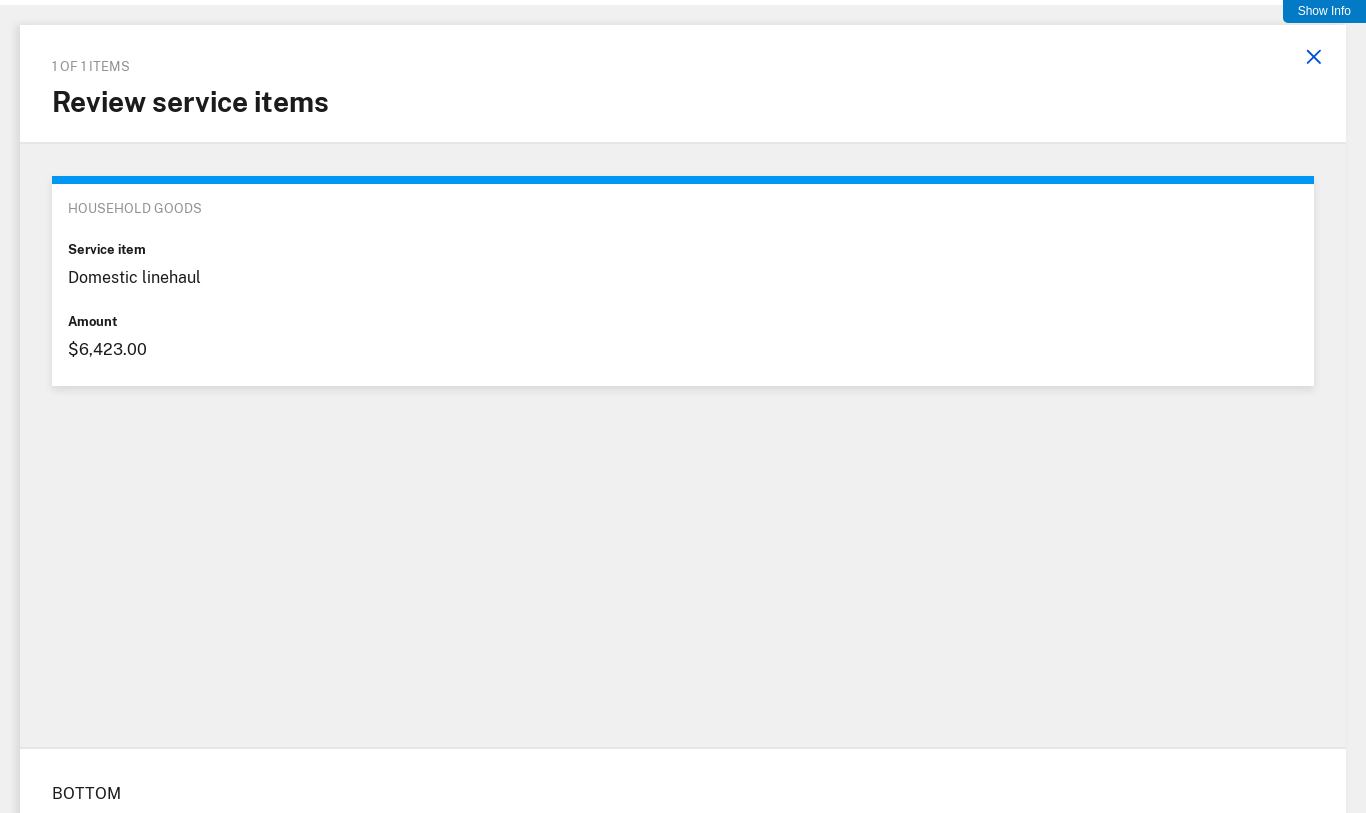 Show Info
1 OF 1 ITEMS
Review service items
HOUSEHOLD GOODS
Service item
Domestic linehaul
Amount
$6,423.00
BOTTOM